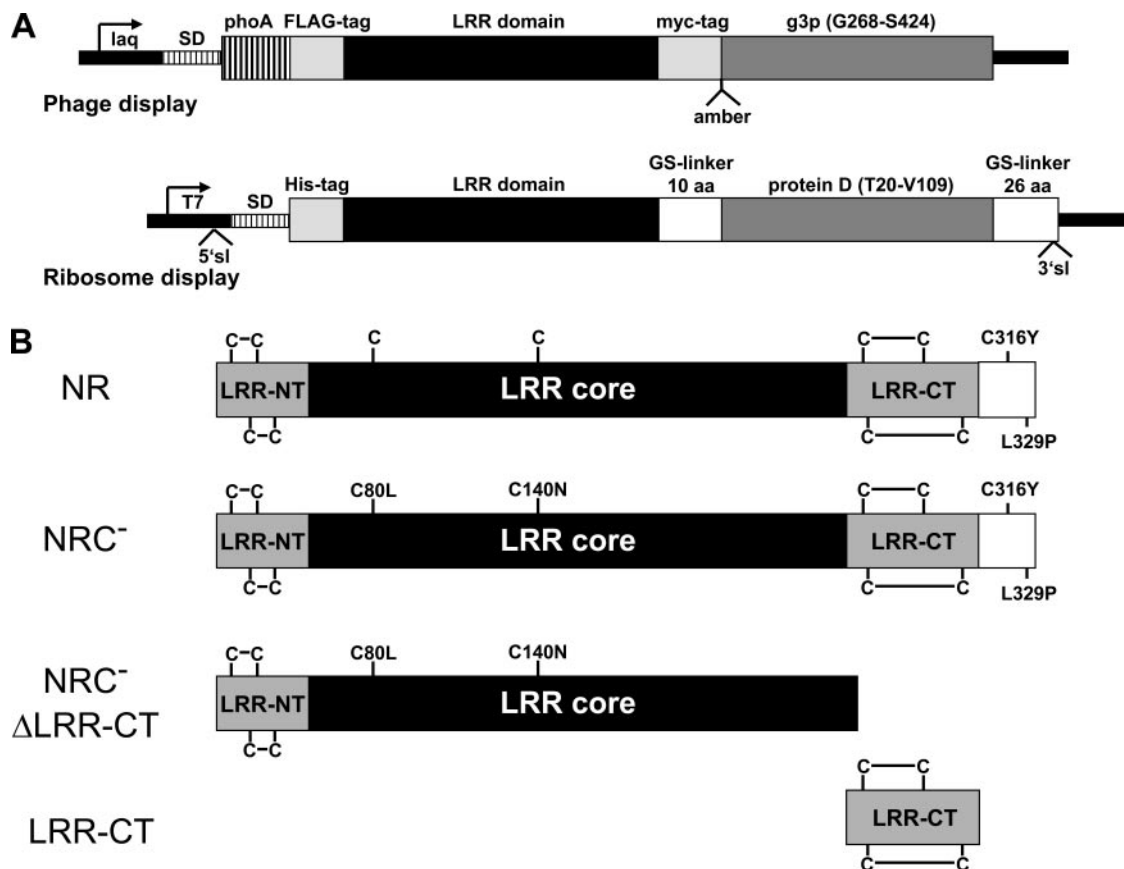 A
laq SD phoA FLAG-tag LRR domain myc-tag g3p (G268-S424)
Phage display
amber
GS-linker GS-linker
T7 SD His-tag LRR domain 10 aa protein D (T20-V109) 26 aa
5'sl
Ribosome display
3'sl
B
C-C C C C C C316Y
NR
LRR-NT LRR core LRR-CT
C-C C C L329P
C-C C80L C140N C C C316Y
NRC-
LRR-NT LRR core LRR-CT
C-C C C L329P
C-C C80L C140N
NRC-
ΔLRR-CT
LRR-NT LRR core
C-C
C C
LRR-CT
LRR-CT
C C